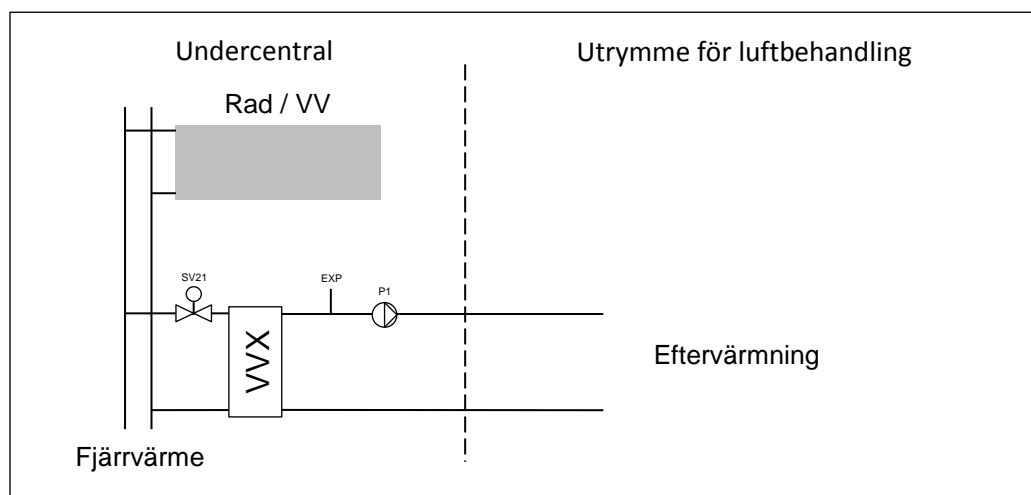 Undercentral
Utrymme för luftbehandling
Rad / VV
SV21
EXP
P1
VVX
Eftervärmning
Fjärrvärme